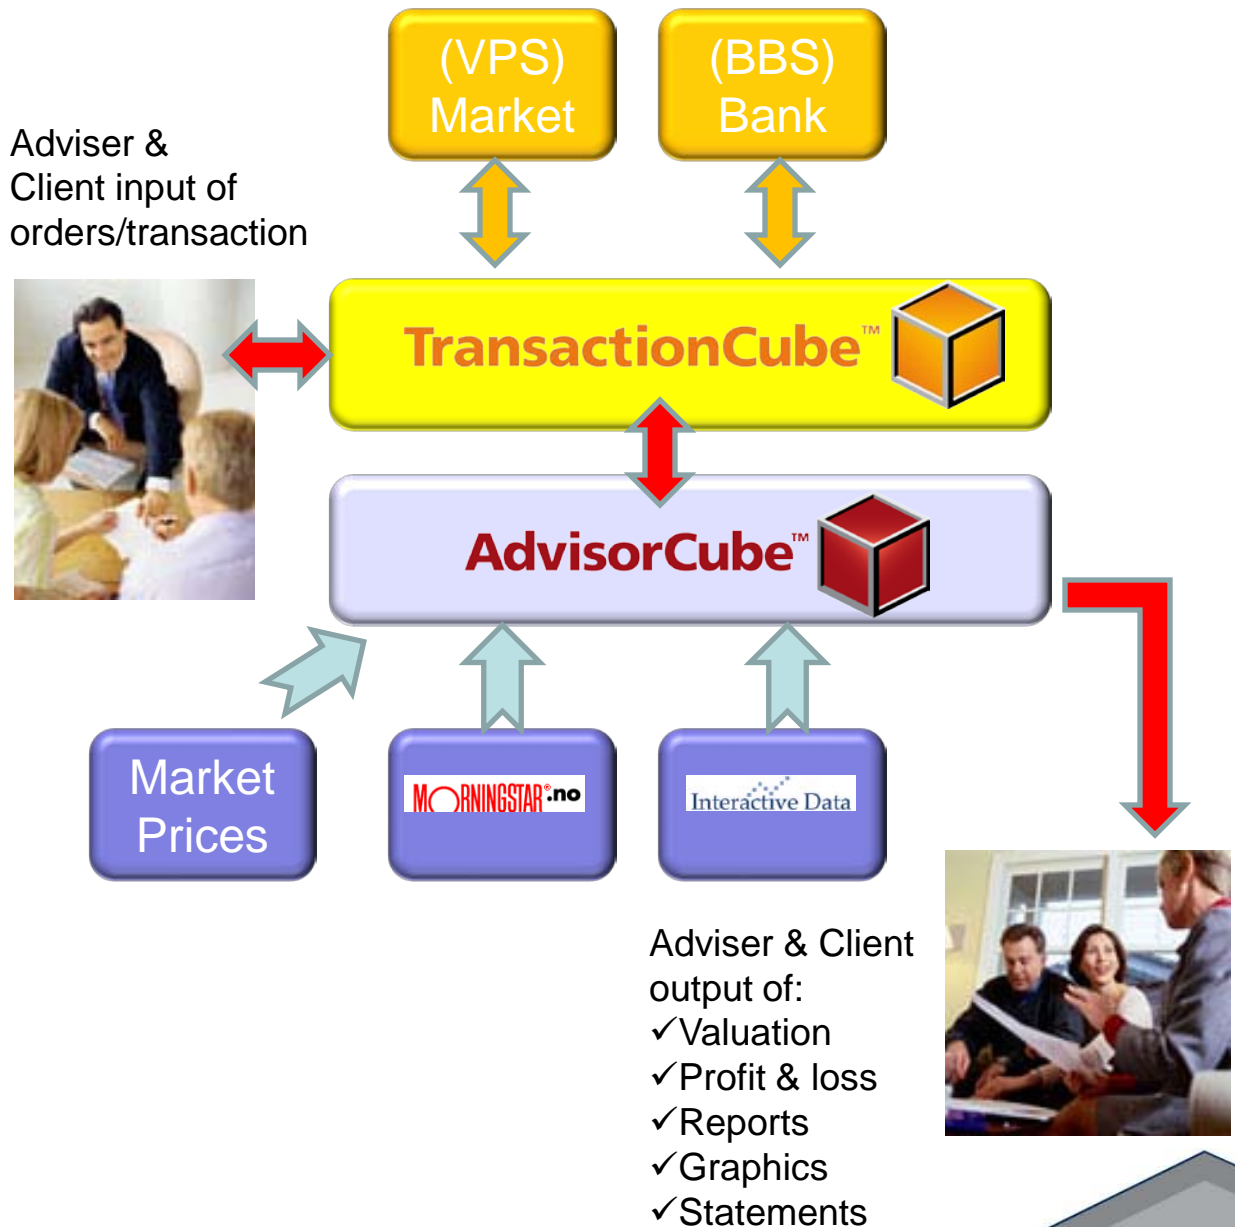 (VPS)
Market
(BBS)
Bank
Adviser &
Client input of
orders/transaction
TransactionCube™
AdvisorCube™
Market
Prices
MORNINGSTAR®.no
Interactive Data
Adviser & Client
output of:
✓Valuation
✓Profit & loss
✓Reports
✓Graphics
✓Statements